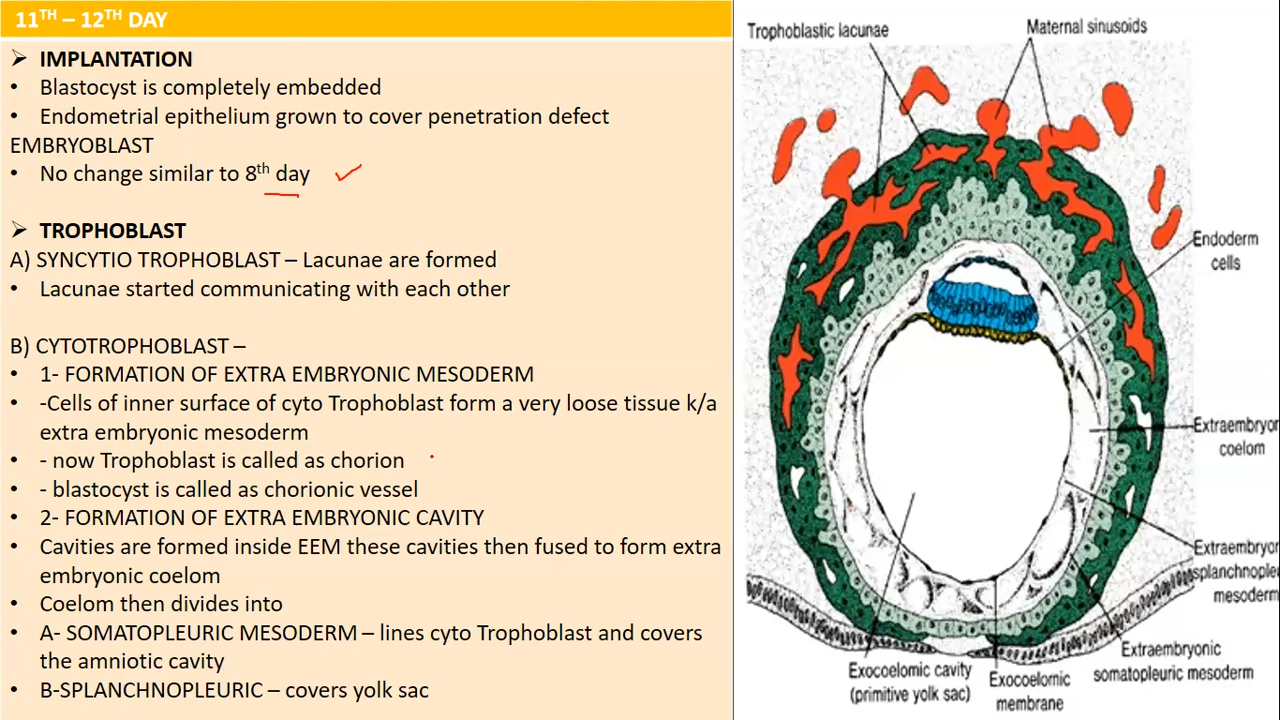 11TH – 12TH DAY
➢ IMPLANTATION
• Blastocyst is completely embedded
• Endometrial epithelium grown to cover penetration defect
EMBRYOBLAST
• No change similar to 8th day
➢ TROPHOBLAST
A) SYNCYTIO TROPHOBLAST – Lacunae are formed
• Lacunae started communicating with each other
B) CYTOTROPHOBLAST –
• 1- FORMATION OF EXTRA EMBRYONIC MESODERM
• -Cells of inner surface of cyto Trophoblast form a very loose tissue k/a
extra embryonic mesoderm
• - now Trophoblast is called as chorion
• - blastocyst is called as chorionic vessel
• 2- FORMATION OF EXTRA EMBRYONIC CAVITY
• Cavities are formed inside EEM these cavities then fused to form extra
embryonic coelom
• Coelom then divides into
• A- SOMATOPLEURIC MESODERM – lines cyto Trophoblast and covers
the amniotic cavity
• B-SPLANCHNOPLEURIC – covers yolk sac
Trophoblastic lacunae
Maternal sinusoids
Endoderm
cells
Extraembryon
coelom
Extraembryon
splanchnopleu
mesoderm
Extraembryonic
somatopleuric mesoderm
Exocoelomic cavity
(primitive yolk sac)
Exocoelomic
membrane